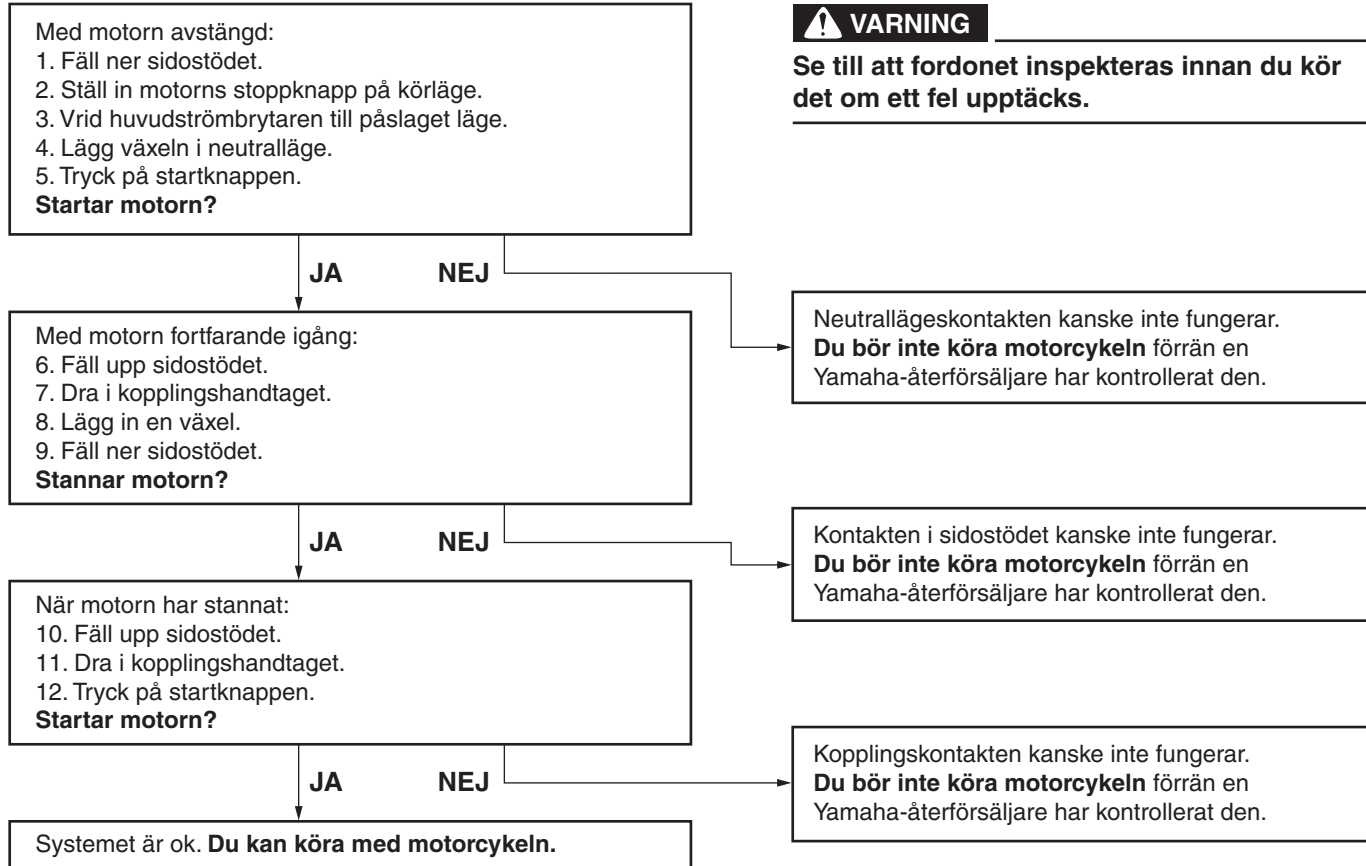 Med motorn avstängd:
1. Fäll ner sidostödet.
2. Ställ in motorns stoppknapp på körläge.
3. Vrid huvudströmbrytaren till påslaget läge.
4. Lägg växeln i neutralläge.
5. Tryck på startknappen.
Startar motorn?
VARNING
Se till att fordonet inspekteras innan du kör
det om ett fel upptäcks.
JA
NEJ
Neutrallägeskontakten kanske inte fungerar.
Du bör inte köra motorcykeln förrän en
Yamaha-återförsäljare har kontrollerat den.
Med motorn fortfarande igång:
6. Fäll upp sidostödet.
7. Dra i kopplingshandtaget.
8. Lägg in en växel.
9. Fäll ner sidostödet.
Stannar motorn?
JA
NEJ
Kontakten i sidostödet kanske inte fungerar.
Du bör inte köra motorcykeln förrän en
Yamaha-återförsäljare har kontrollerat den.
När motorn har stannat:
10. Fäll upp sidostödet.
11. Dra i kopplingshandtaget.
12. Tryck på startknappen.
Startar motorn?
JA
NEJ
Kopplingskontakten kanske inte fungerar.
Du bör inte köra motorcykeln förrän en
Yamaha-återförsäljare har kontrollerat den.
Systemet är ok. Du kan köra med motorcykeln.